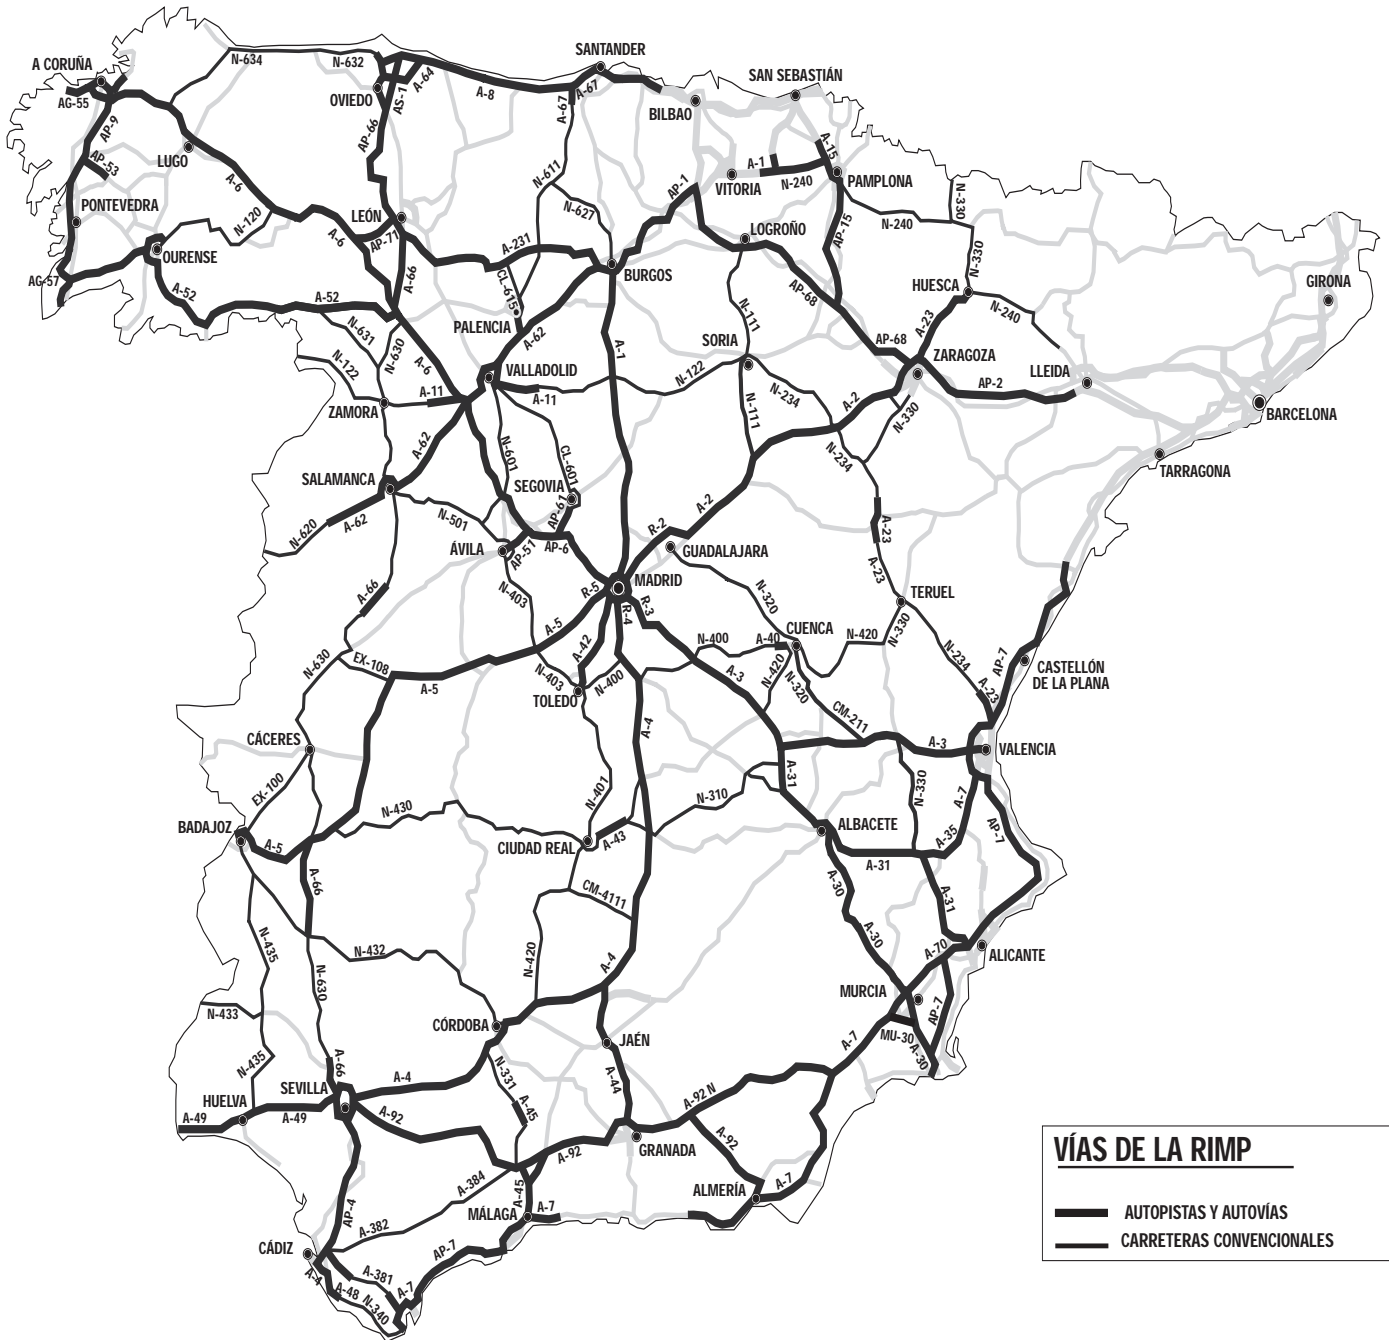 SANTANDER
A CORUÑA
N-634
N-632
A-64
SAN SEBASTIÁN
AG-55
OVIEDO
AS-1
A-8
A-67
A-67
BILBAO
AP-9
AP-66
A-15
LUGO
AP-53
A-6
A-1
N-240
VITORIA
PAMPLONA
N-611
AP-1
N-330
PONTEVEDRA
N-120
LEÓN
N-627
A-6
AP-71
A-231
LOGROÑO
AP-15
N-240
OURENSE
BURGOS
N-330
AG-57
A-66
CL-615
AP-68
HUESCA
GIRONA
A-52
A-52
N-631
PALENCIA
A-62
N-111
A-23
N-240
N-630
A-6
A-1
SORIA
AP-68
ZARAGOZA
N-122
VALLADOLID
N-122
LLEIDA
A-11
A-11
N-234
A-2
AP-2
ZAMORA
N-111
N-330
BARCELONA
A-62
N-601
CL-601
N-234
TARRAGONA
SALAMANCA
SEGOVIA
A-2
N-620
A-62
N-501
AP-61
R-2
A-23
ÁVILA
AP-51
AP-6
GUADALAJARA
A-23
A-66
N-403
R-5
MADRID
N-320
TERUEL
R-4
R-3
A-5
CUENCA
N-330
N-630
EX-108
A-42
N-400
A-40
N-420
N-234
AP-7
A-5
N-403
N-400
A-3
N-420
N-320
CASTELLÓN
DE LA PLANA
TOLEDO
A-23
CÁCERES
A-4
CM-211
A-3
VALENCIA
EX-100
N-401
A-31
N-330
A-7
N-430
N-310
BADAJOZ
ALBACETE
AP-7
A-5
CIUDAD REAL
A-43
A-35
A-31
A-66
CM-4111
A-30
A-31
N-435
N-432
N-420
A-4
A-30
A-70
ALICANTE
N-630
MURCIA
N-433
CÓRDOBA
AP-7
JAÉN
MU-30
A-7
A-30
N-435
A-66
N-331
A-44
SEVILLA
A-4
HUELVA
A-45
A-92 N
A-49
A-49
A-92
A-92
A-92
GRANADA
A-384
A-45
ALMERÍA
A-7
AP-4
MÁLAGA
A-7
A-382
CÁDIZ
AP-7
A-4
A-381
A-48
N-340
A-7
VÍAS DE LA RIMP
AUTOPISTAS Y AUTOVÍAS
CARRETERAS CONVENCIONALES